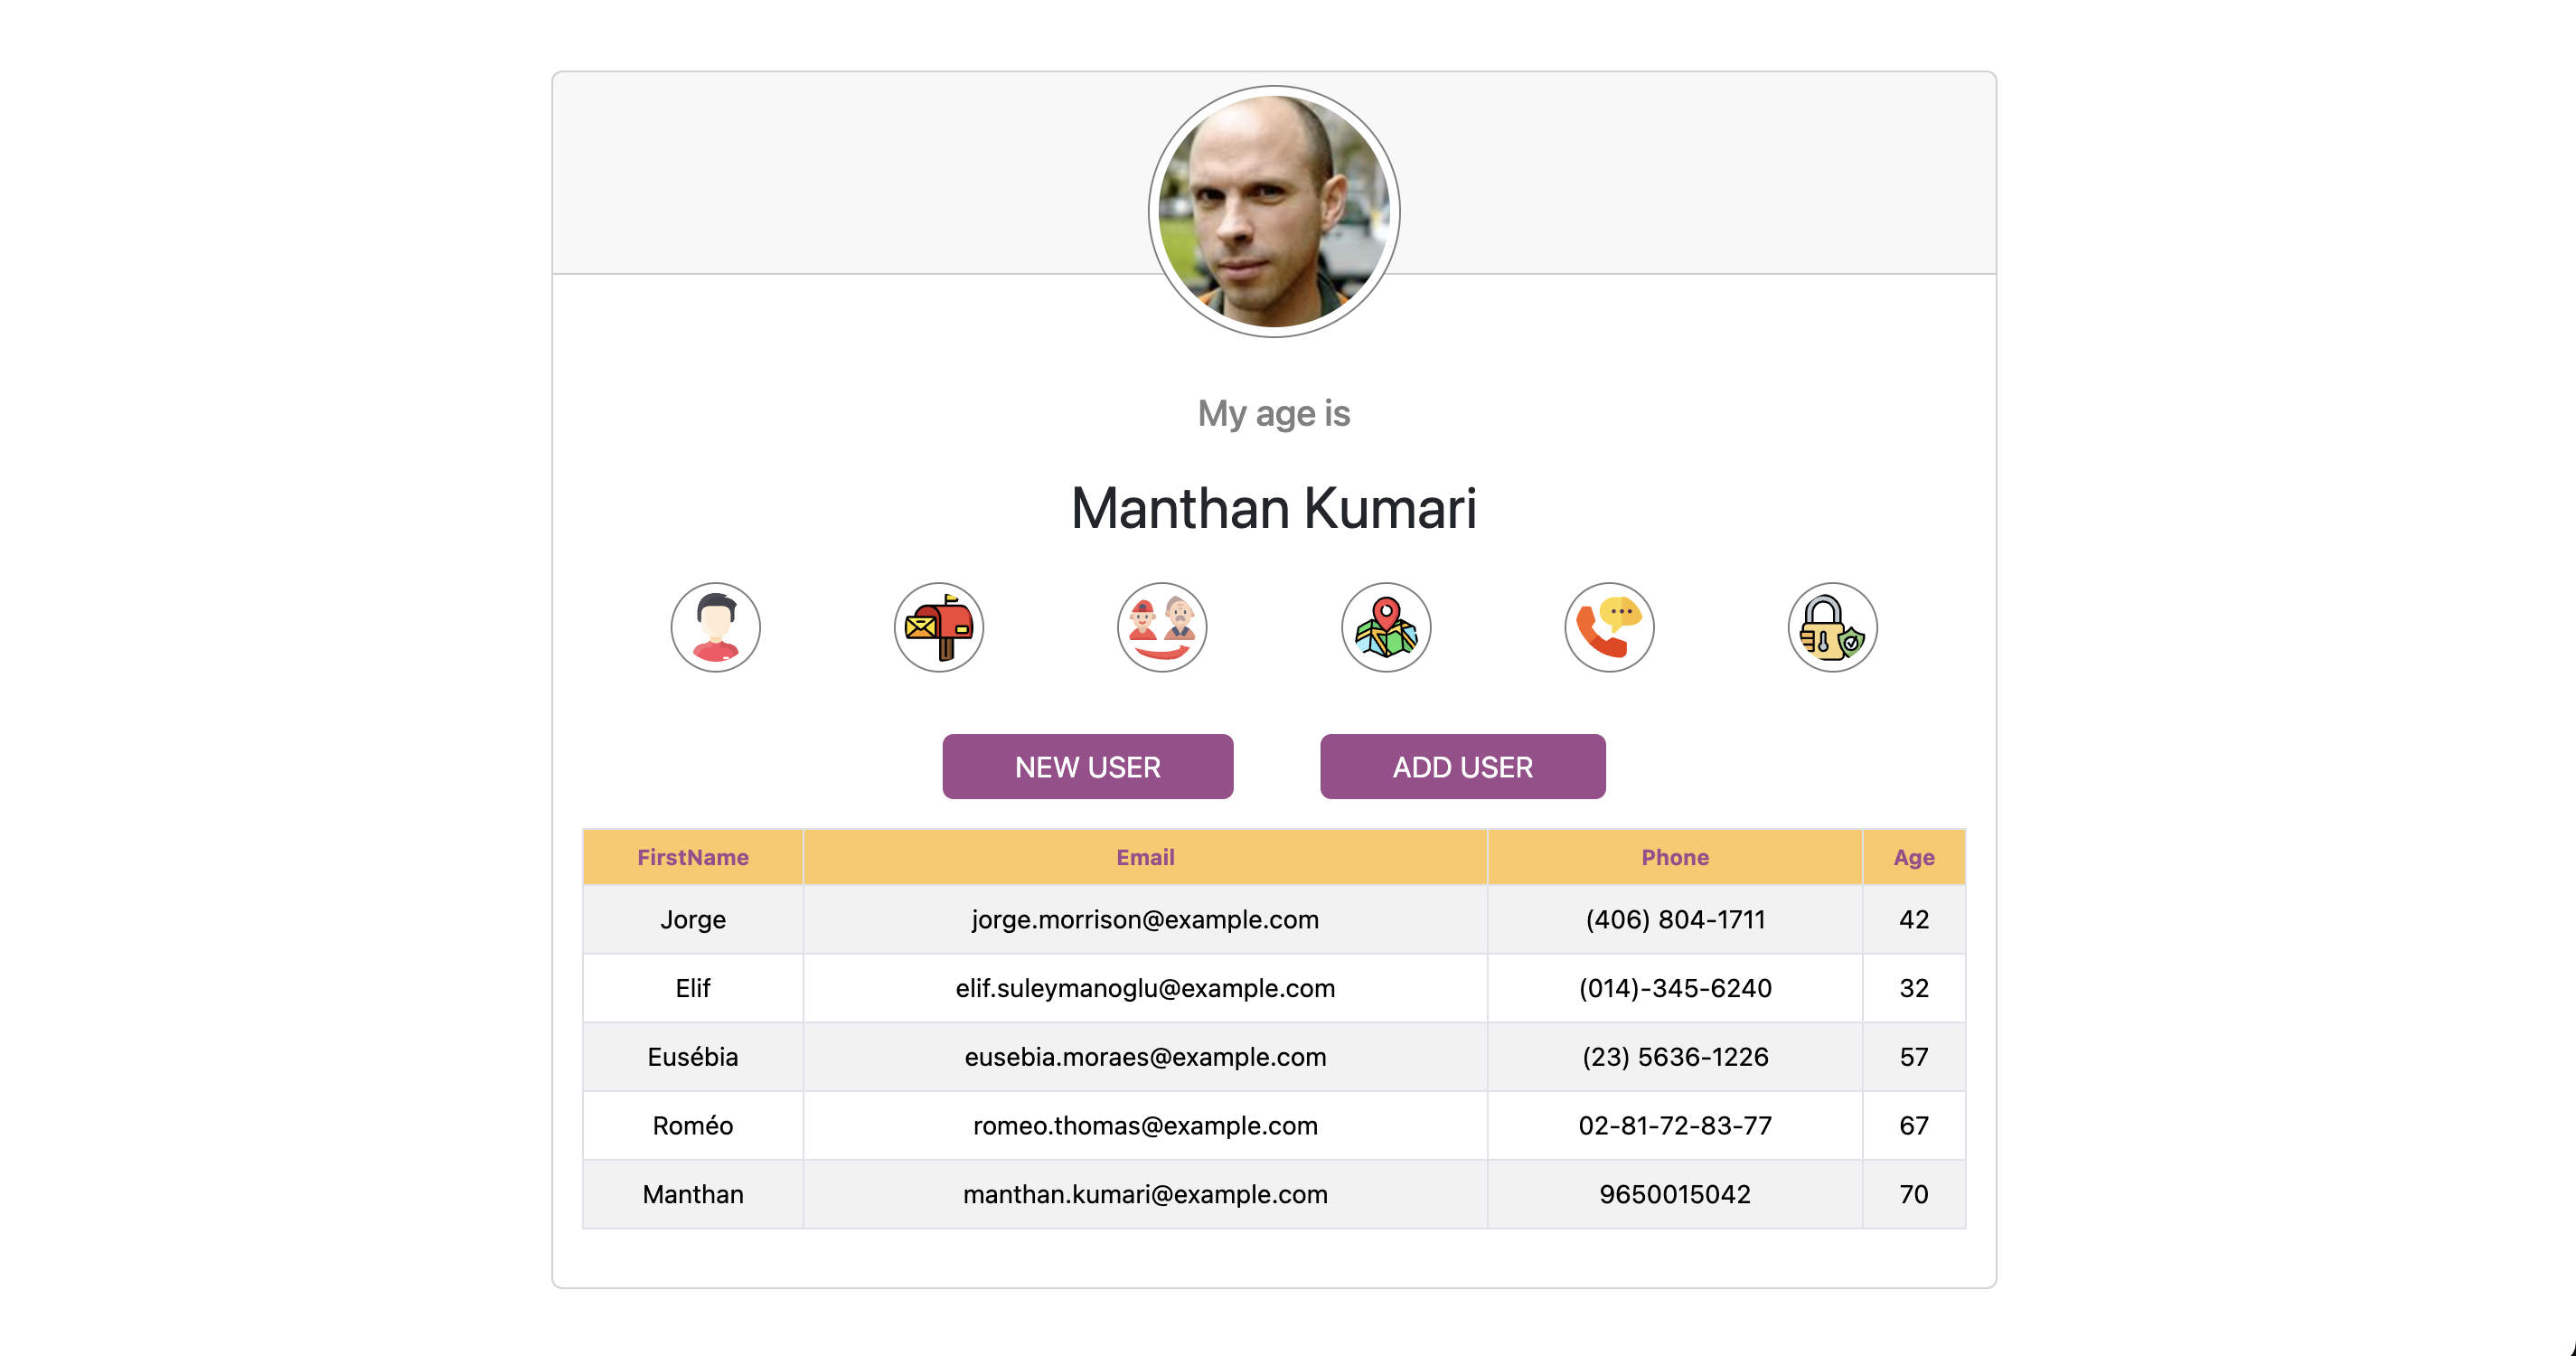 My age is
Manthan Kumari
NEW USER ADD USER
FirstName Email Phone Age
Jorge jorge.morrison@example.com (406) 804-1711 42
Elif elif.suleymanoglu@example.com (014)-345-6240 32
Eusébia eusebia.moraes@example.com (23) 5636-1226 57
Roméo romeo.thomas@example.com 02-81-72-83-77 67
Manthan manthan.kumari@example.com 9650015042 70